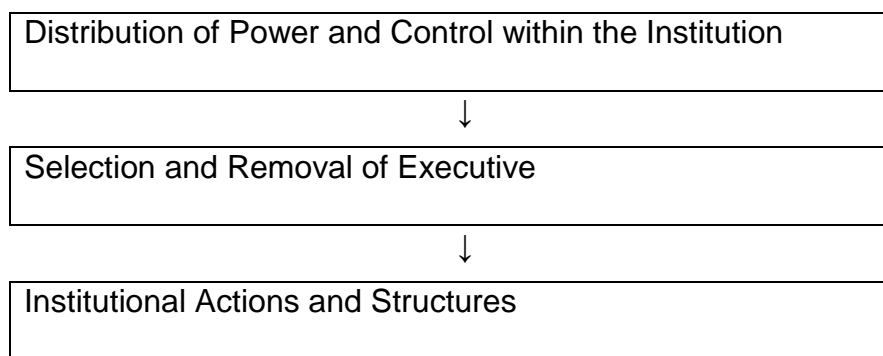 Distribution of Power and Control within the Institution
↓
Selection and Removal of Executive
↓
Institutional Actions and Structures